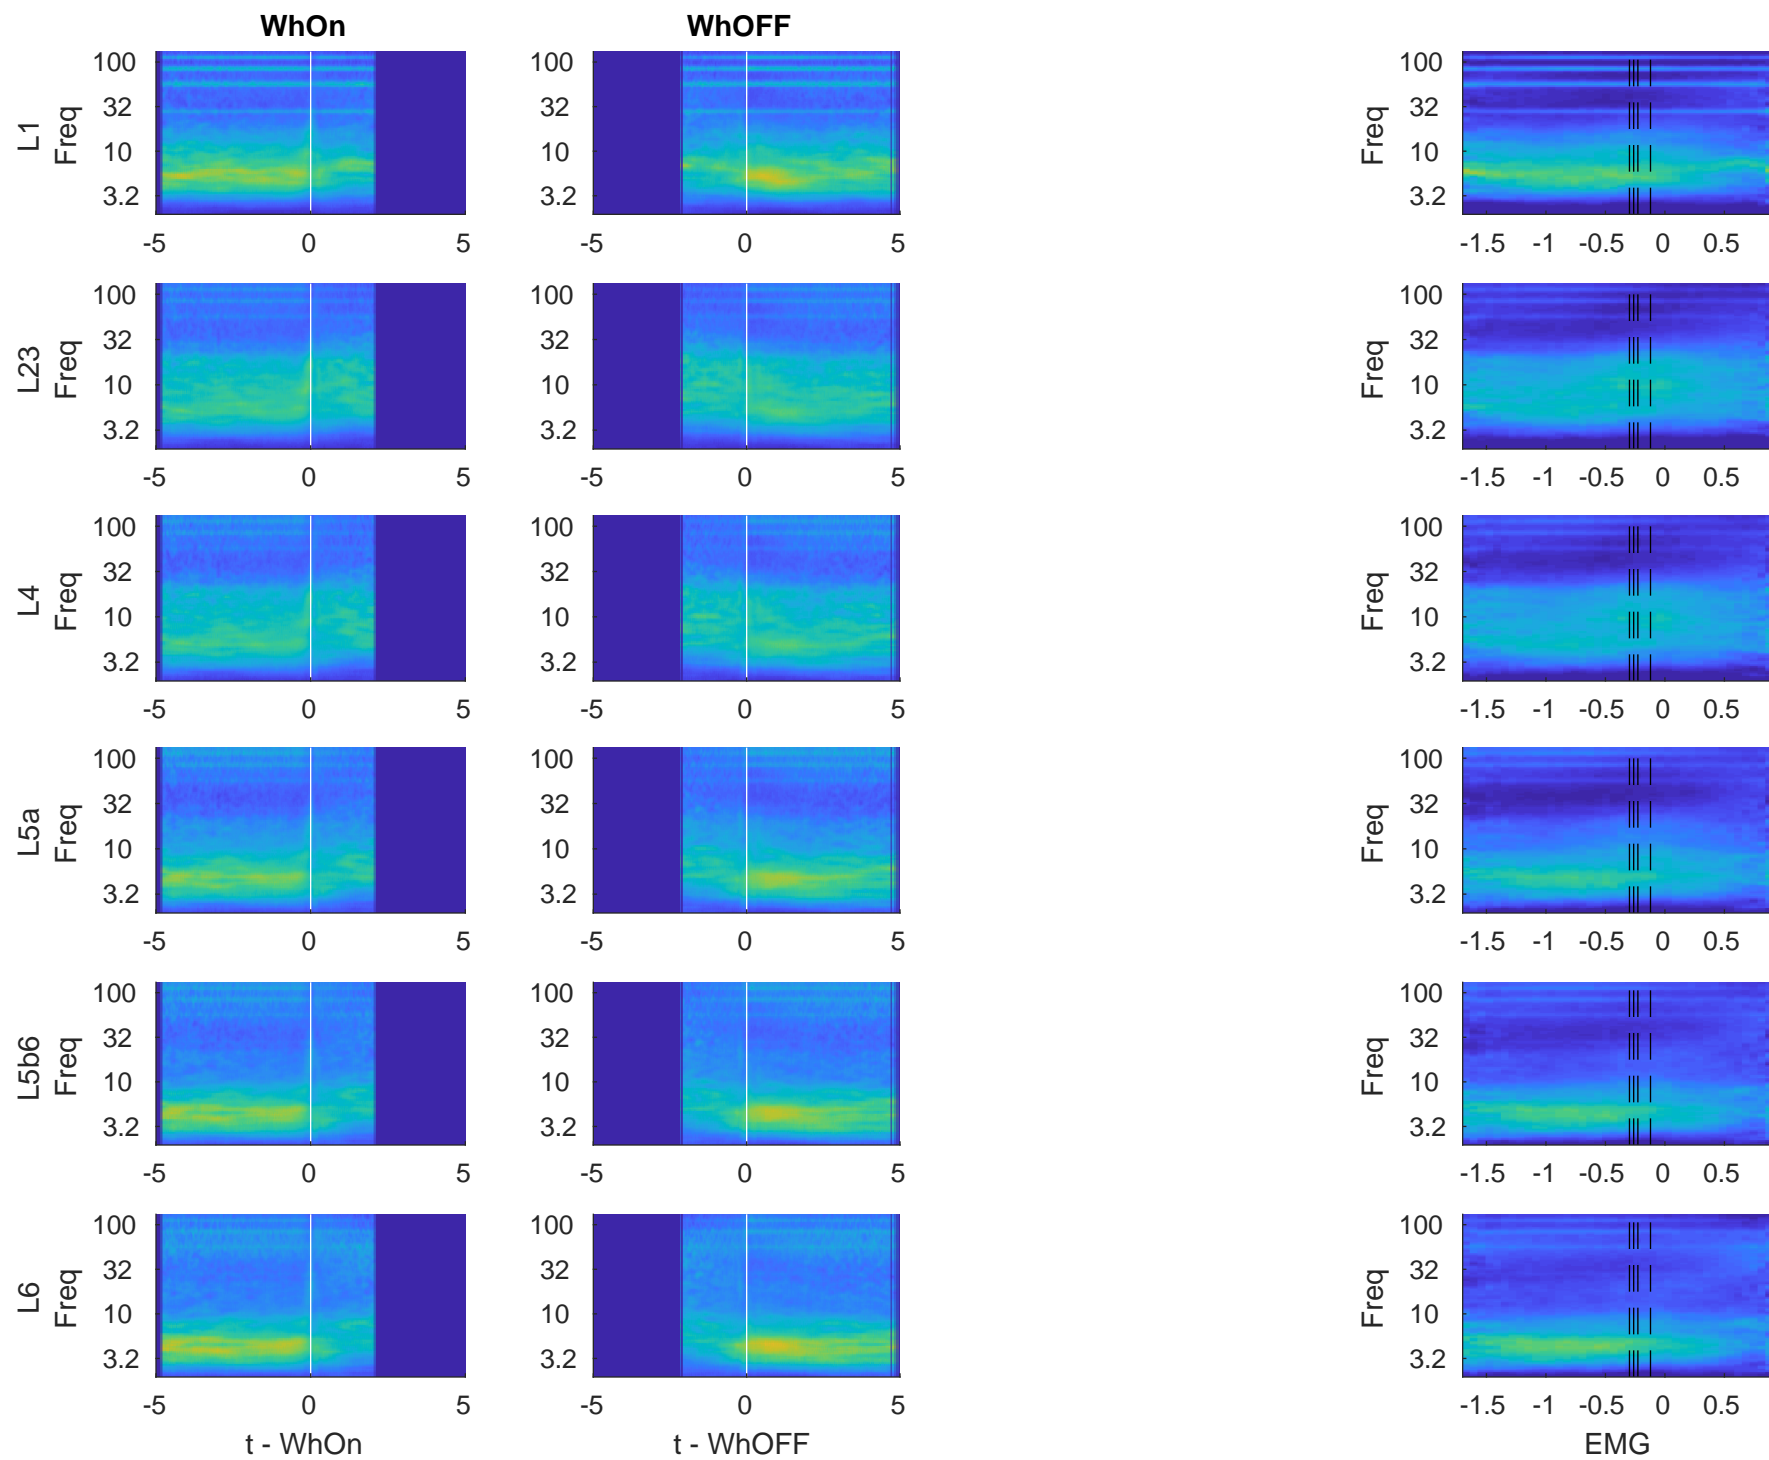 WhOn WhOFF
L1 Freq 100 32 10 3.2 100 32 10 3.2 Freq 100 32 10 3.2
-5 0 5 -5 0 5 -1.5 -1 -0.5 0 0.5
L23 Freq 100 32 10 3.2 100 32 10 3.2 Freq 100 32 10 3.2
-5 0 5 -5 0 5 -1.5 -1 -0.5 0 0.5
L4 Freq 100 32 10 3.2 100 32 10 3.2 Freq 100 32 10 3.2
-5 0 5 -5 0 5 -1.5 -1 -0.5 0 0.5
L5a Freq 100 32 10 3.2 100 32 10 3.2 Freq 100 32 10 3.2
-5 0 5 -5 0 5 -1.5 -1 -0.5 0 0.5
L5b6 Freq 100 32 10 3.2 100 32 10 3.2 Freq 100 32 10 3.2
-5 0 5 -5 0 5 -1.5 -1 -0.5 0 0.5
L6 Freq 100 32 10 3.2 100 32 10 3.2 Freq 100 32 10 3.2
-5 0 5 -5 0 5 -1.5 -1 -0.5 0 0.5
t - WhOn t - WhOFF EMG